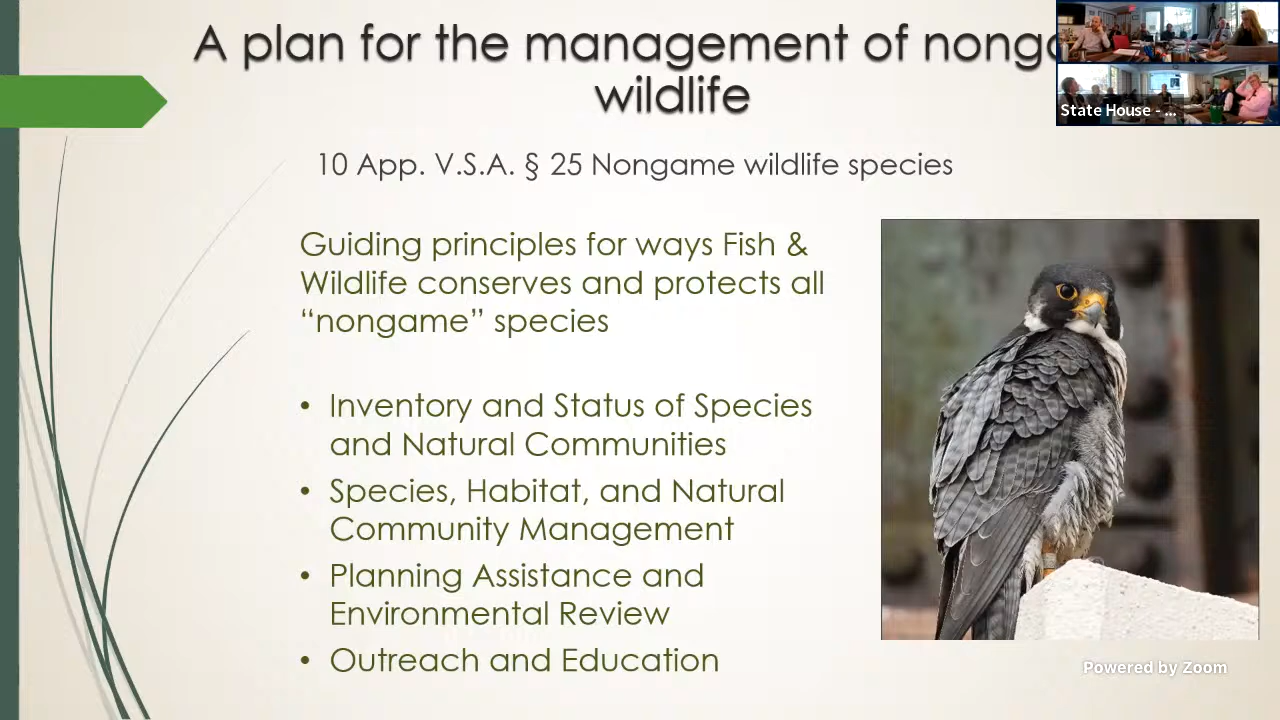 A plan for the management of nong
wildlife
State House - ...
10 App. V.S.A. § 25 Nongame wildlife species
Guiding principles for ways Fish &
Wildlife conserves and protects all
“nongame” species
• Inventory and Status of Species
and Natural Communities
• Species, Habitat, and Natural
Community Management
• Planning Assistance and
Environmental Review
• Outreach and Education
Powered by Zoom